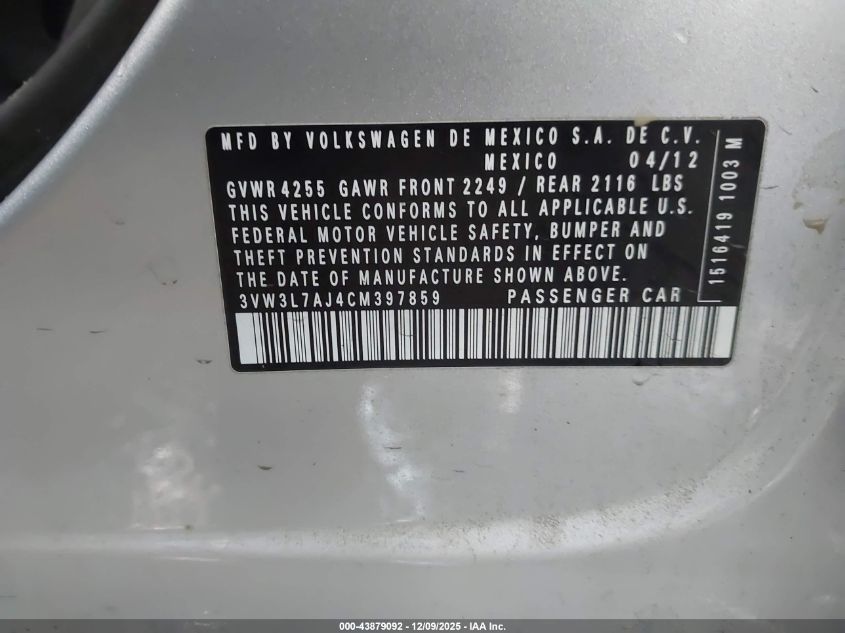 MFD BY VOLKSWAGEN DE MEXICO S.A. DE C.V.
MEXICO 04/12
GVWR 4255 GAWR FRONT 2249 / REAR 2116 LBS
THIS VEHICLE CONFORMS TO ALL APPLICABLE U.S.
FEDERAL MOTOR VEHICLE SAFETY, BUMPER AND
THEFT PREVENTION STANDARDS IN EFFECT ON
THE DATE OF MANUFACTURE SHOWN ABOVE.
3VW3L7AJ4CM397859 PASSENGER CAR
1516419 1003 M
000-43879092 - 12/09/2025 - IAA Inc.